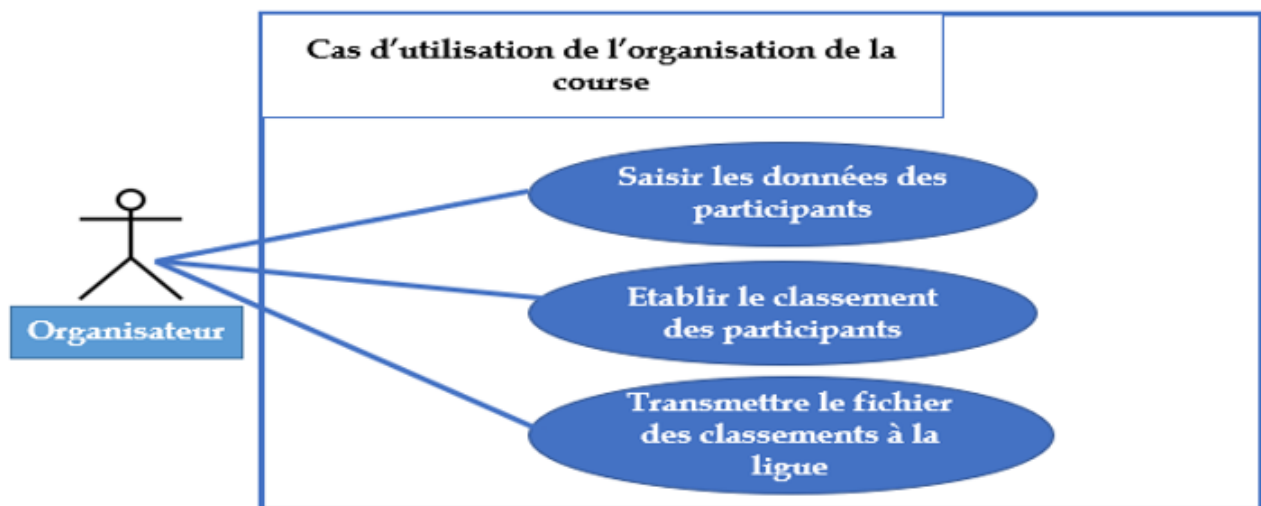 Cas d'utilisation de l'organisation de la
course
Saisir les données des
participants
Etablir le classement
des participants
Organisateur
Transmettre le fichier
des classements à la
ligue